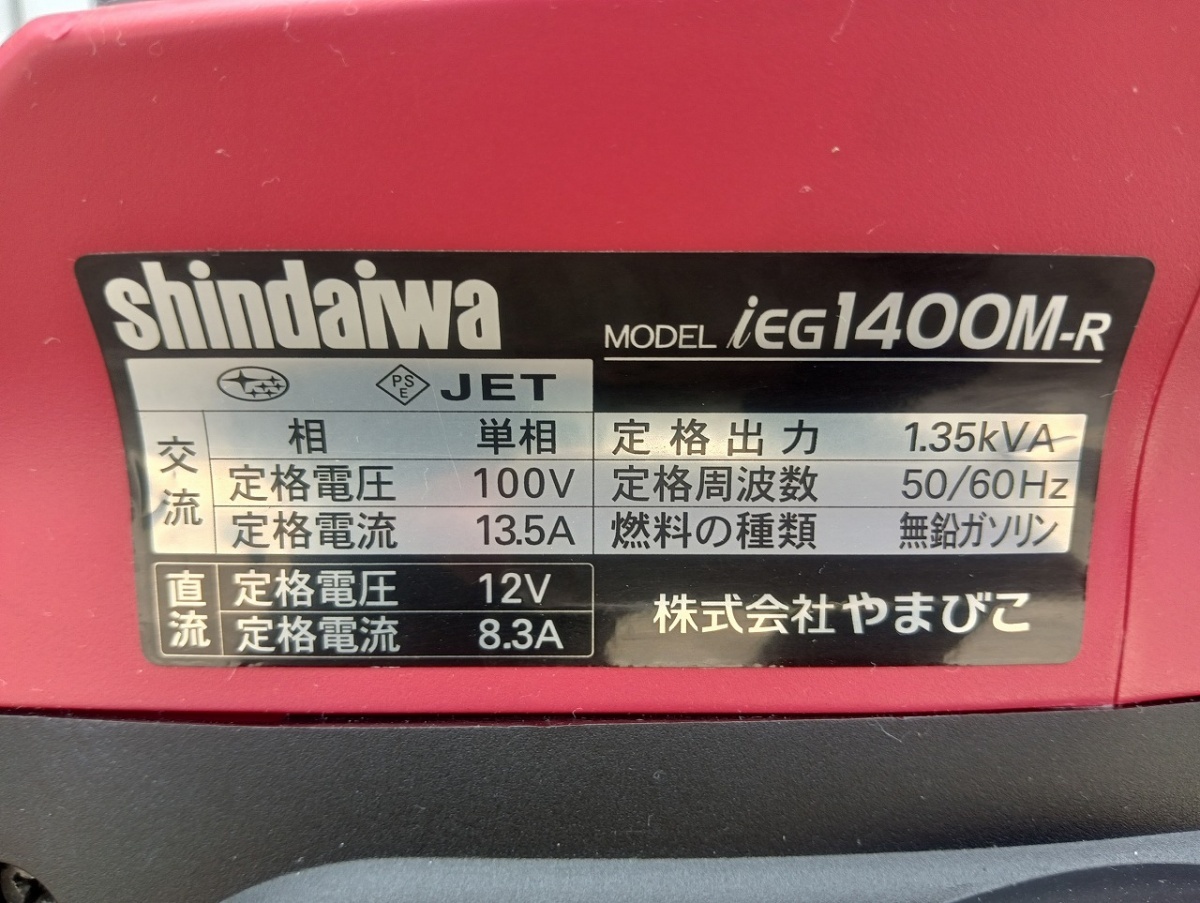 shindaiwa
MODEL iEG1400M-R
PSE JET
交流
相 単相 定格出力 1.35kVA
定格電圧 100V 定格周波数 50/60Hz
定格電流 13.5A 燃料の種類 無鉛ガソリン
直流
定格電圧 12V
定格電流 8.3A
株式会社やまびこ